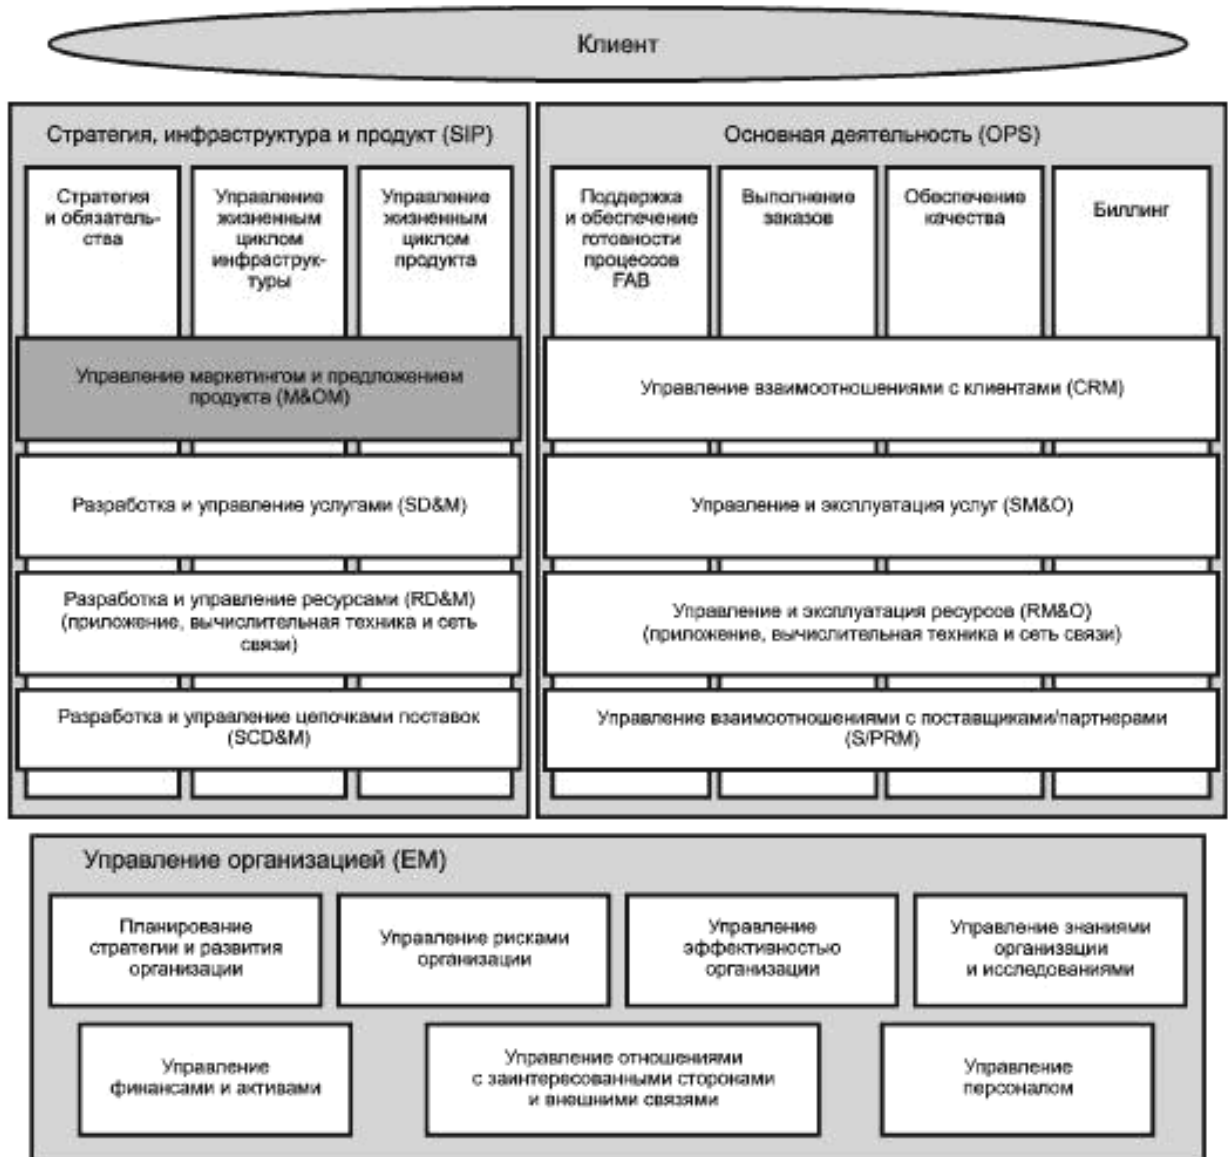 Клиент
Стратегия, инфраструктура и продукт (SIP)
Стратегия
и обязатель-
ства
Управление
жизненным
циклом
инфраструк-
туры
Управление
жизненным
циклом
продукта
Управление маркетингом и предложением
продукта (M&OM)
Разработка и управление услугами (SD&M)
Разработка и управление ресурсами (RD&M)
(приложение, вычислительная техника и сеть
связи)
Разработка и управление цепочками поставок
(SCD&M)
Основная деятельность (OPS)
Поддержка
и обеспечение
готовности
процессов
FAB
Выполнение
заказов
Обеспечение
качества
Биллинг
Управление взаимоотношениями с клиентами (CRM)
Управление и эксплуатация услуг (SM&O)
Управление и эксплуатация ресурсов (RM&O)
(приложение, вычислительная техника и сеть связи)
Управление взаимоотношениями с поставщиками/партнерами
(S/PRM)
Управление организацией (EM)
Планирование
стратегии и развития
организации
Управление рисками
организации
Управление
эффективностью
организации
Управление знаниями
организации
и исследованиями
Управление
финансами и активами
Управление отношениями
с заинтересованными сторонами
и внешними связями
Управление
персоналом